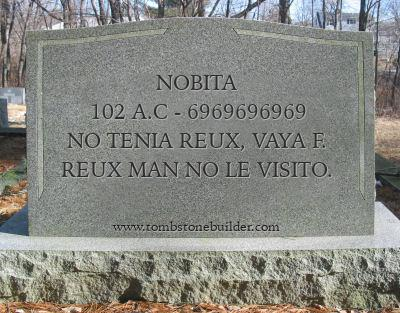 NOBITA
102 A.C - 6969696969
NO TENIA REUX, VAYA F.
REUX MAN NO LE VISITO.
www.tombstonebuilder.com